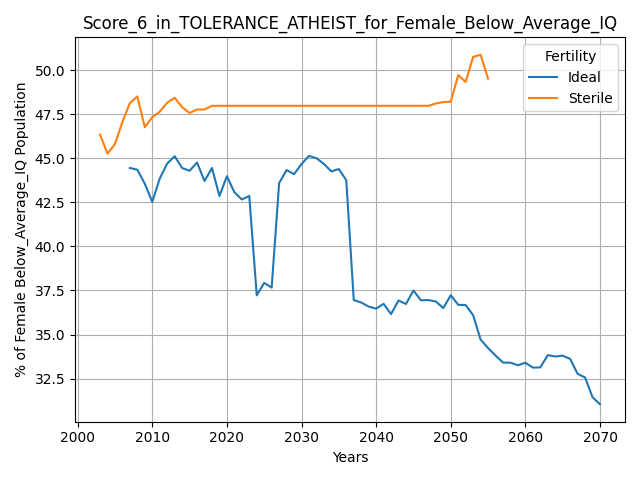 Score_6_in_TOLERANCE_ATHEIST_for_Female_Below_Average_IQ
Fertility
Ideal
Sterile
% of Female Below_Average_IQ Population
50.0
47.5
45.0
42.5
40.0
37.5
35.0
32.5
2000 2010 2020 2030 2040 2050 2060 2070
Years